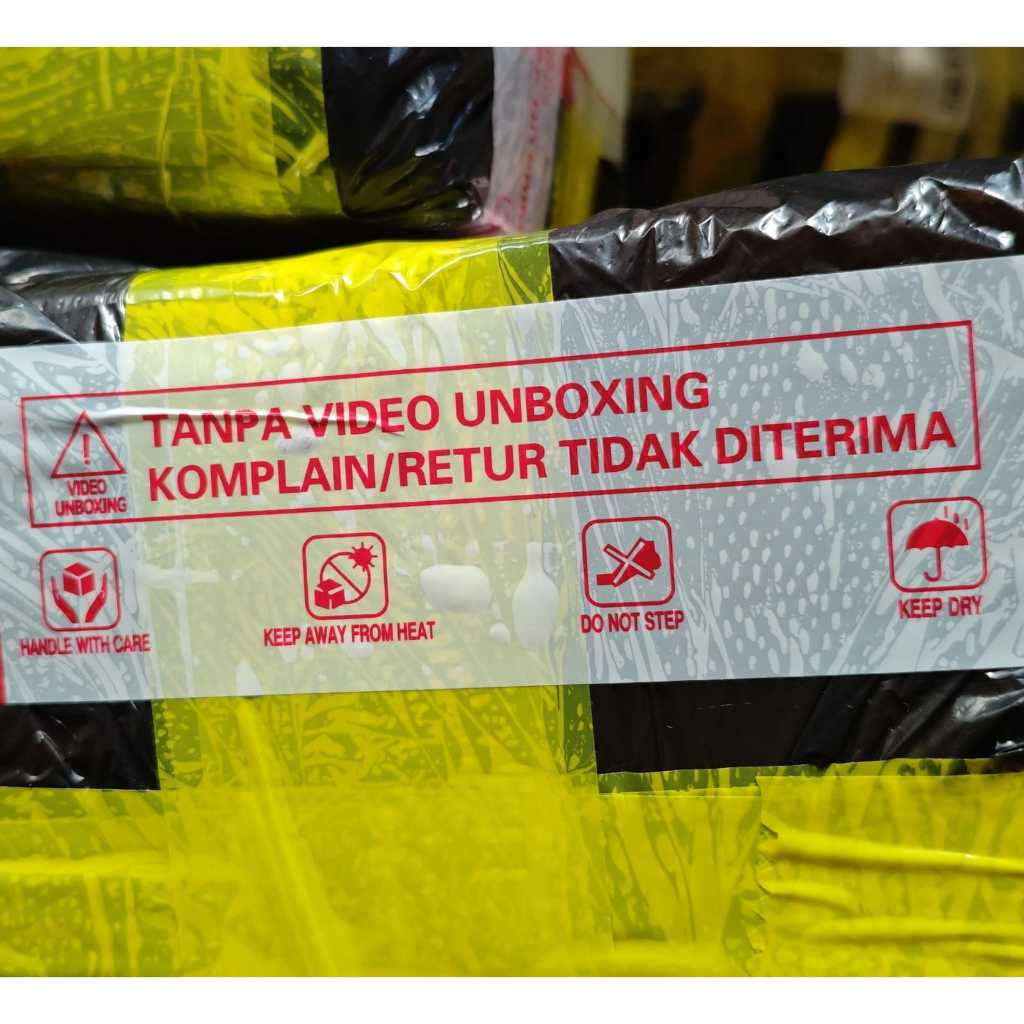 TANPA VIDEO UNBOXING
KOMPLAIN/RETUR TIDAK DITERIMA
VIDEO
UNBOXING
HANDLE WITH CARE
KEEP AWAY FROM HEAT
DO NOT STEP
KEEP DRY